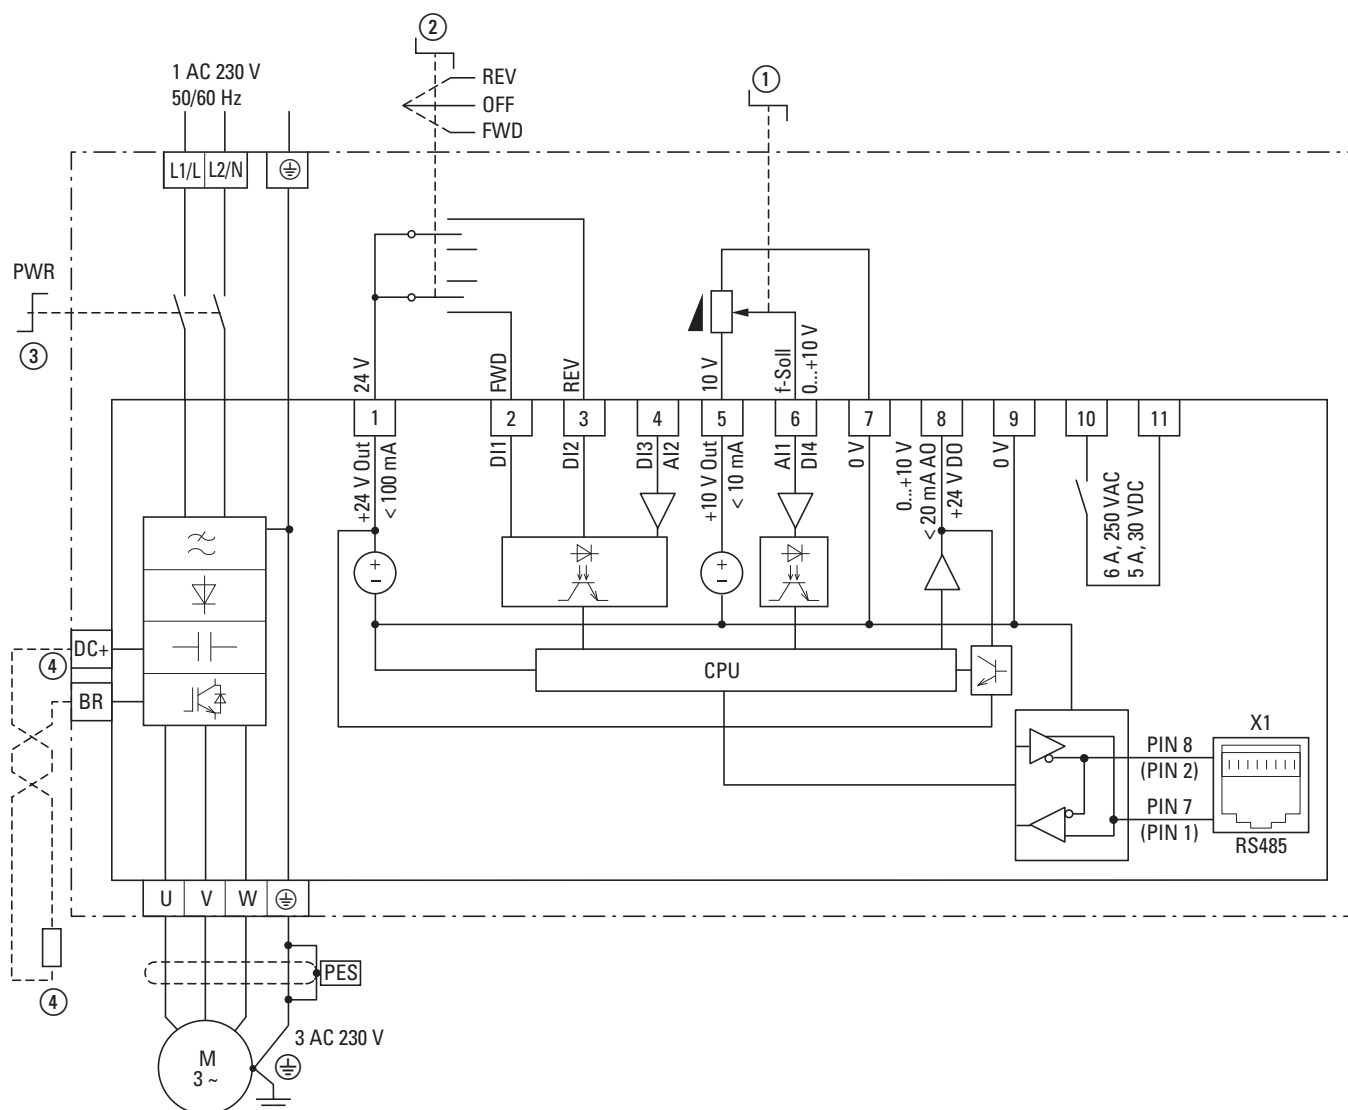 ②
①
1 AC 230 V
50/60 Hz
REV
OFF
FWD
L1/L L2/N
PWR
③
24 V
FWD
REV
10 V
f-Soll
0...+10 V
1 2 3 4 5 6 7 8 9 10 11
+24 V Out
< 100 mA
DI1
DI2
DI3
AI2
+10 V Out
< 10 mA
AI1
DI4
0 V
0...+10 V
< 20 mA AO
+24 V DO
0 V
6 A, 250 VAC
5 A, 30 VDC
+
−
+
−
DC+
④
BR
CPU
X1
PIN 8
(PIN 2)
PIN 7
(PIN 1)
RS485
U V W
PES
④
3 AC 230 V
M
3 ~